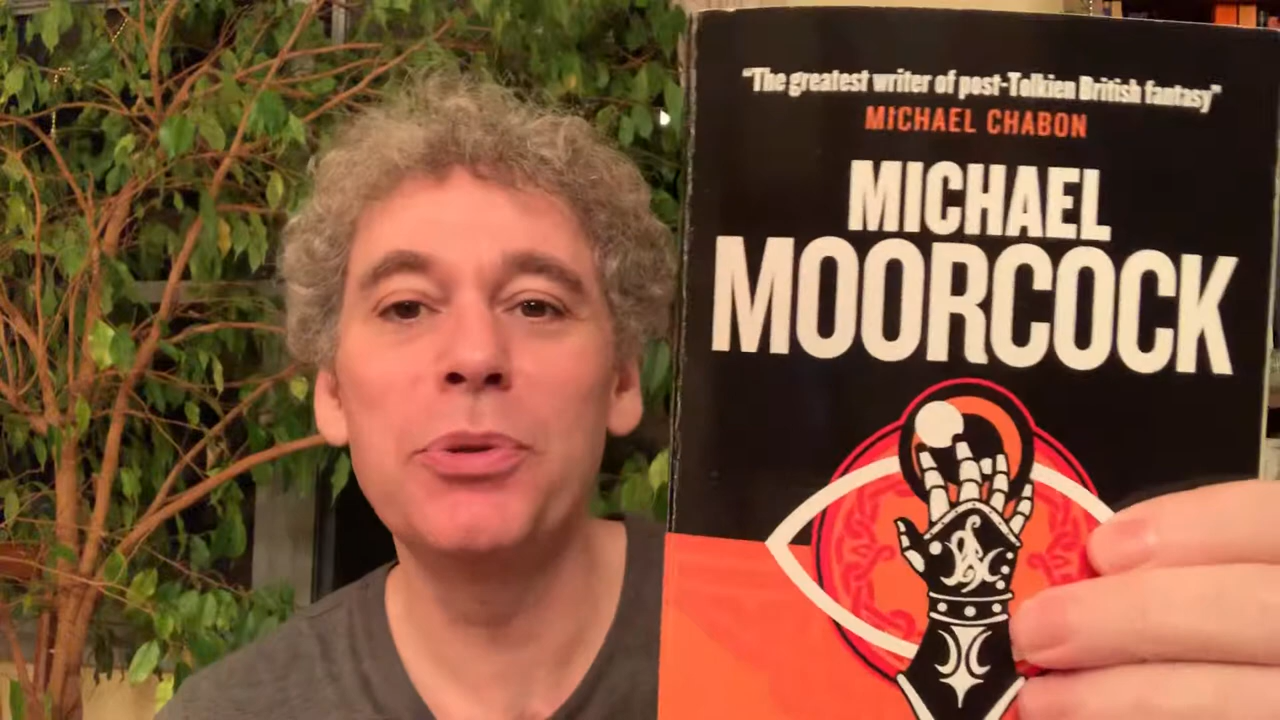 "The greatest writer of post-Tolkien British fantasy"
MICHAEL CHABON
MICHAEL
MOORCOCK